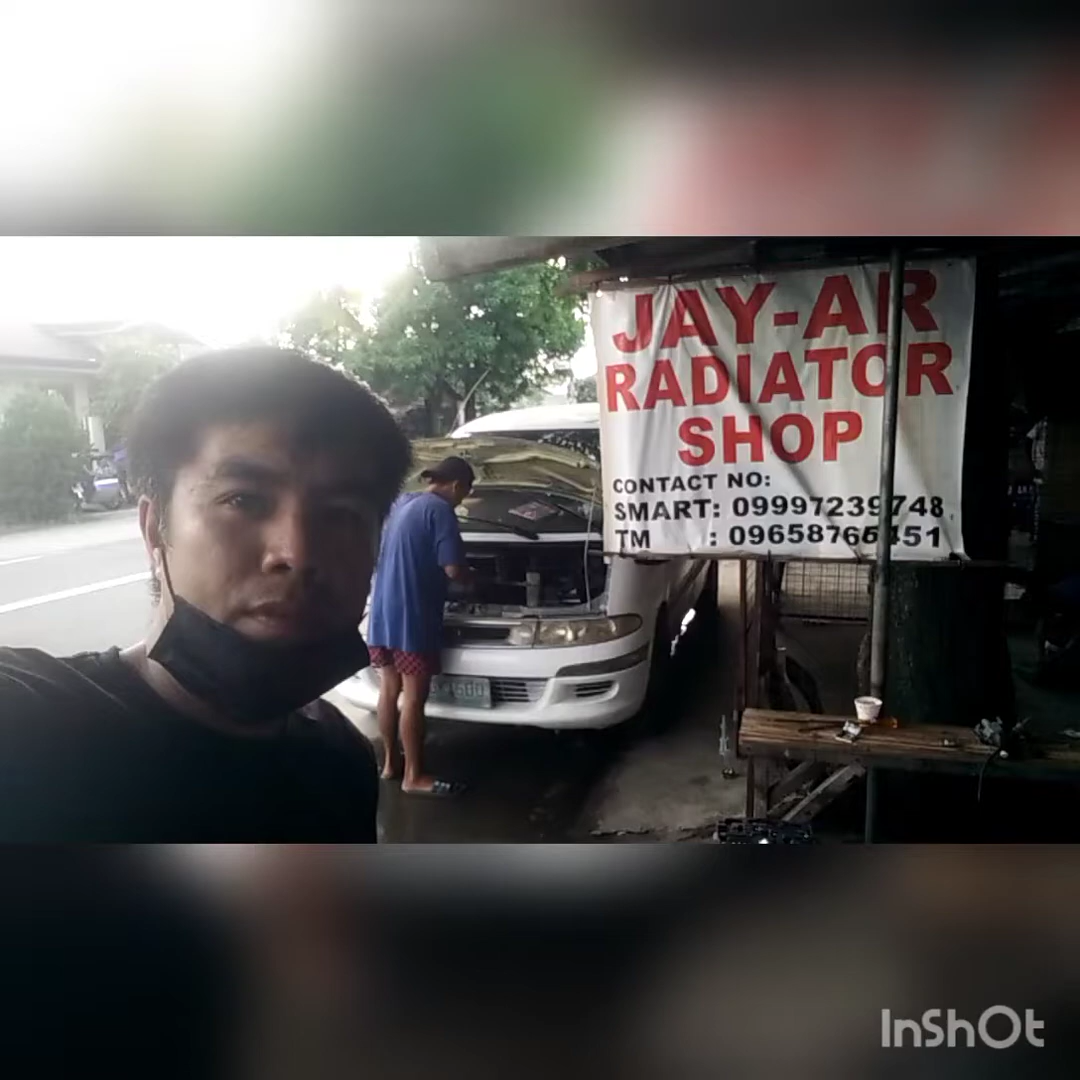 JAY-AR
RADIATOR
SHOP
CONTACT NO:
SMART: 09997239748
TM :
InShOt